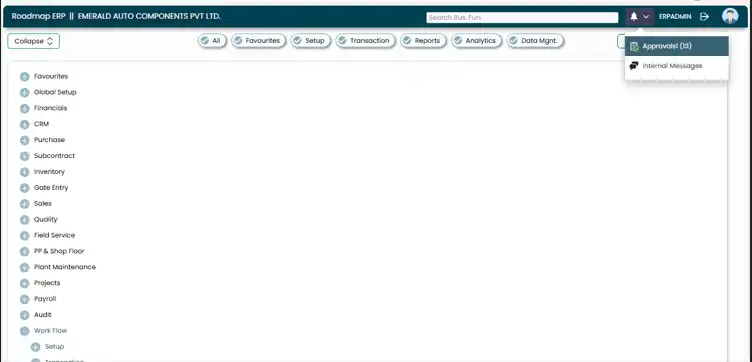 Roadmap ERP || EMERALD AUTO COMPONENTS PVT LTD.
Search Bus. Fun.
ERPADMIN
Collapse
All
Favourites
Setup
Transaction
Reports
Analytics
Data Mgnt.
Approvals! (13)
Internal Messages
Favourites
Global Setup
Financials
CRM
Purchase
Subcontract
Inventory
Gate Entry
Sales
Quality
Field Service
PP & Shop Floor
Plant Maintenance
Projects
Payroll
Audit
Work Flow
Setup
Transaction